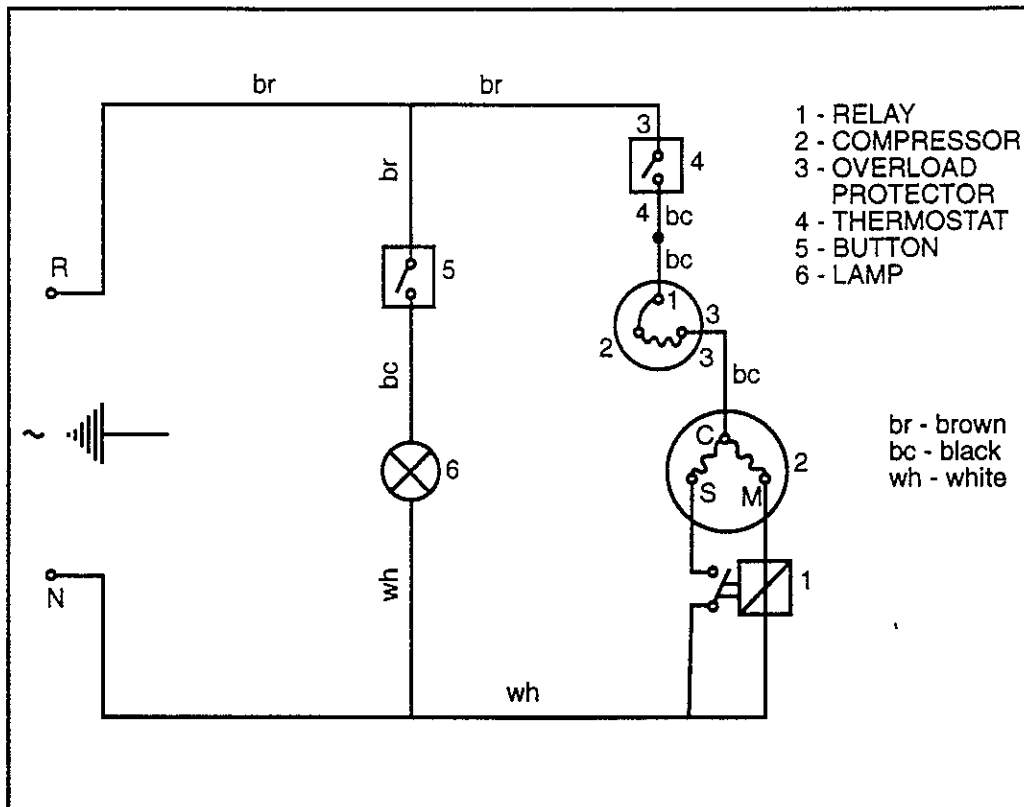 br
br
1 - RELAY
2 - COMPRESSOR
3 - OVERLOAD
PROTECTOR
4 - THERMOSTAT
5 - BUTTON
6 - LAMP
3
4
br
4
bc
bc
R
5
1
3
2
3
bc
bc
~
C
2
br - brown
bc - black
wh - white
6
S
M
N
wh
1
wh